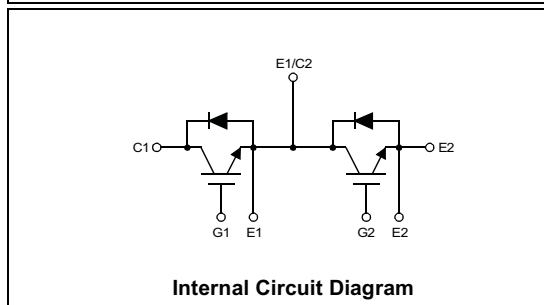 E1/C2
C1
E2
G1
E1
G2
E2
Internal Circuit Diagram